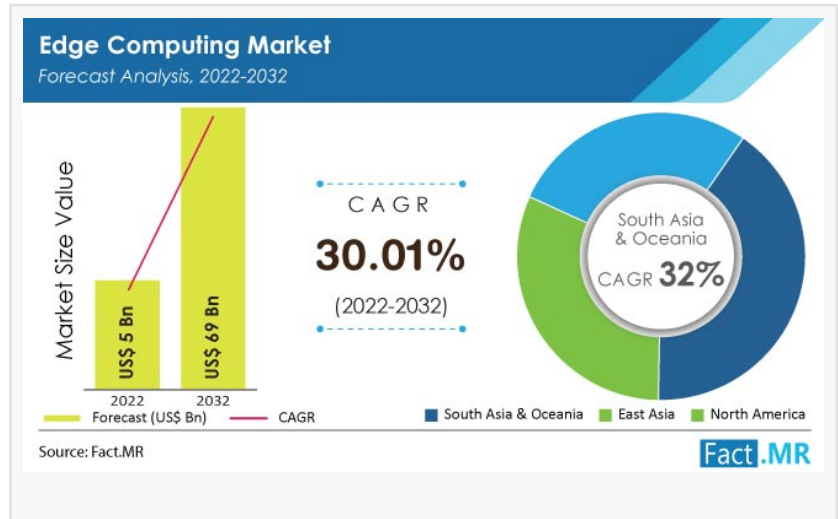 Edge Computing Market
Forecast Analysis, 2022-2032
Market Size Value
US$ 5 Bn
US$ 69 Bn
2022
2032
Forecast (US$ Bn)
CAGR
CAGR
30.01%
(2022-2032)
South Asia
& Oceania
CAGR 32%
South Asia & Oceania
East Asia
North America
Source: Fact.MR
Fact.MR